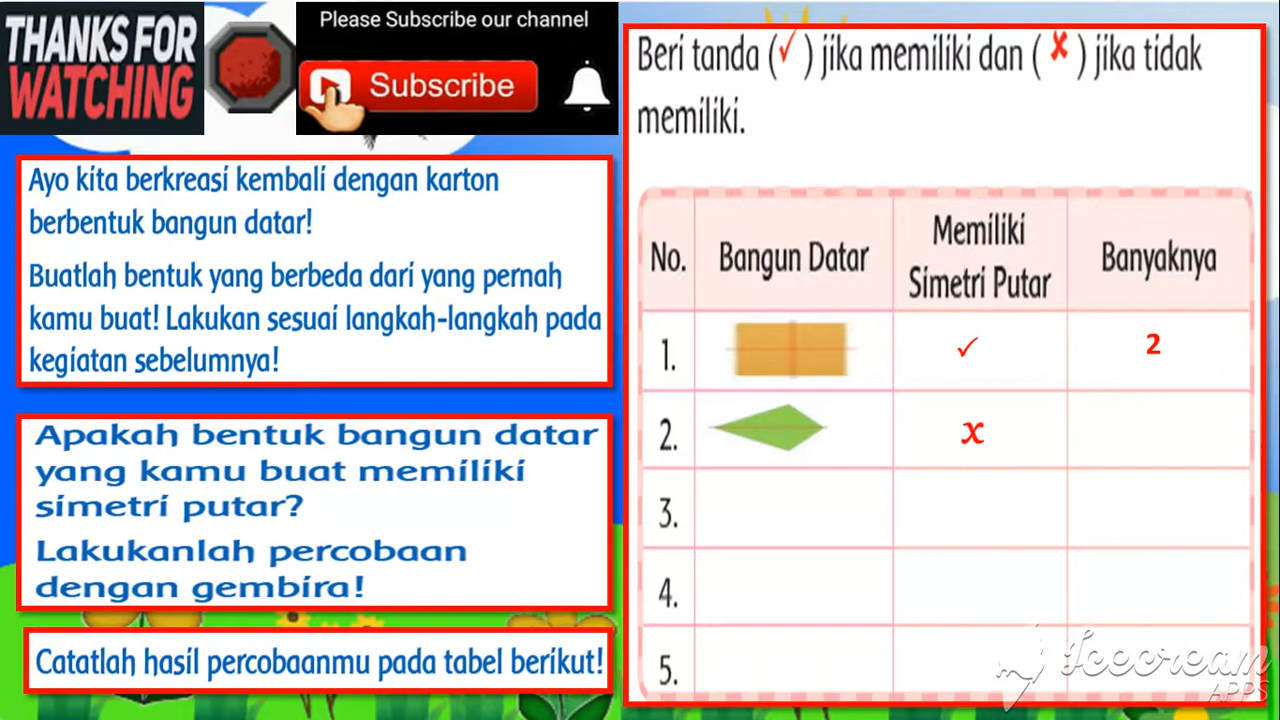 THANKS FOR
WATCHING
Please Subscribe our channel
Subscribe
Ayo kita berkreasi kembali dengan karton
berbentuk bangun datar!
Buatlah bentuk yang berbeda dari yang pernah
kamu buat! Lakukan sesuai langkah-langkah pada
kegiatan sebelumnya!
Apakah bentuk bangun datar
yang kamu buat memiliki
simetri putar?
Lakukanlah percobaan
dengan gembira!
Catatlah hasil percobaanmu pada tabel berikut!
Beri tanda (✓) jika memiliki dan ( ✘ ) jika tidak
memiliki.
No. Bangun Datar Memiliki Simetri Putar Banyaknya
1. ✓ 2
2. x
3.
4.
5.
Icecream
APPS